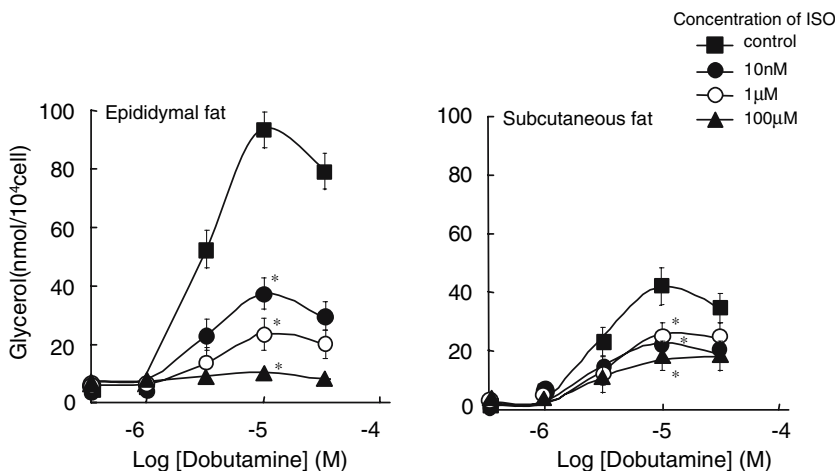 Concentration of ISO
control
10nM
1µM
100µM
Epididymal fat
Glycerol(nmol/10⁴cell)
100
80
60
40
20
0
*
*
*
-6
-5
-4
Log [Dobutamine] (M)
Subcutaneous fat
100
80
60
40
20
0
*
*
*
-6
-5
-4
Log [Dobutamine] (M)